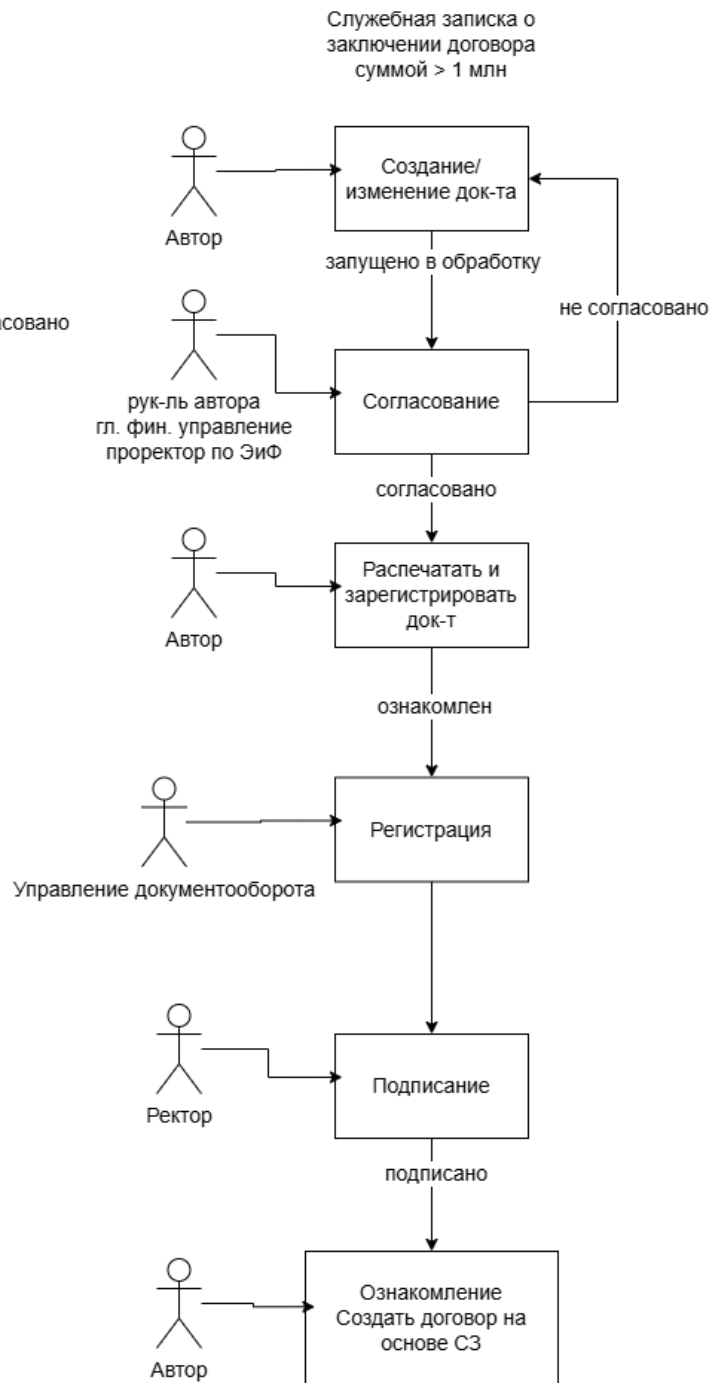 Служебная записка о
заключении договора
суммой > 1 млн
Создание/
изменение док-та
Автор
запущено в обработку
не согласовано
асовано
рук-ль автора
гл. фин. управление
проректор по ЭиФ
Согласование
согласовано
Распечатать и
зарегистрировать
док-т
Автор
ознакомлен
Регистрация
Управление документооборота
Подписание
Ректор
подписано
Ознакомление
Создать договор на
основе СЗ
Автор